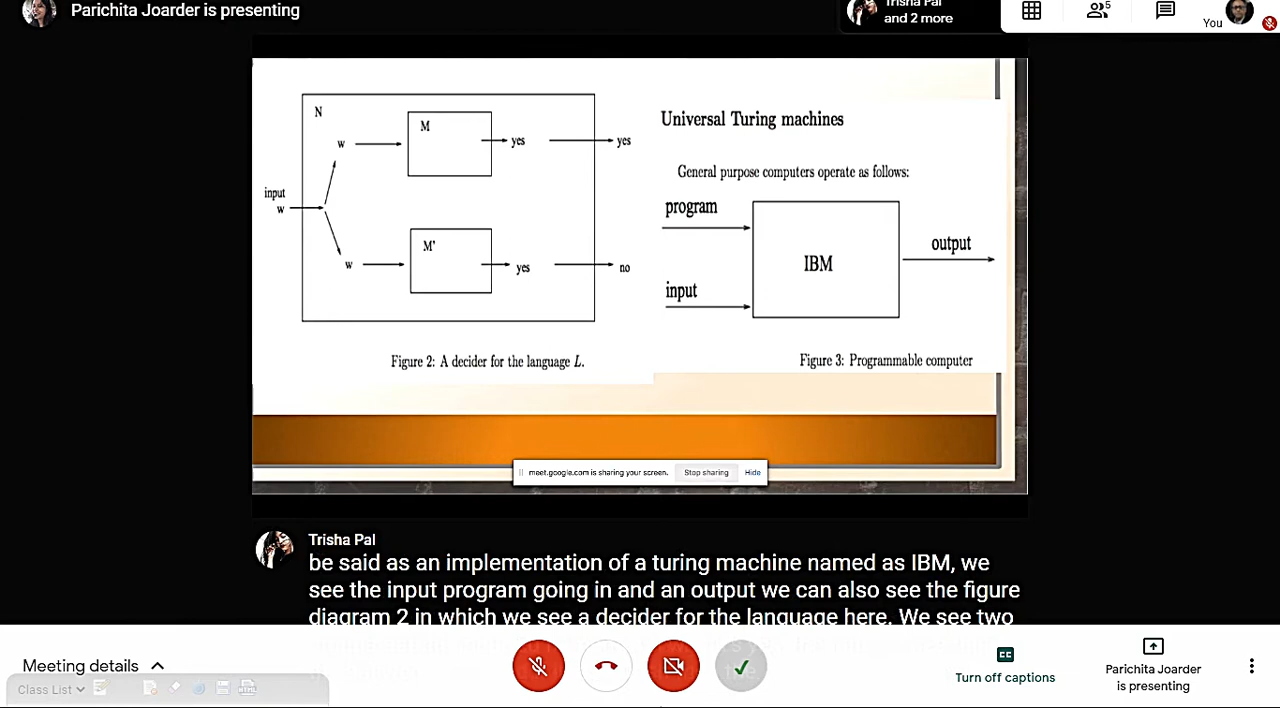 Parichita Joarder is presenting
Trisha Pal
and 2 more
5
You
N
M
w
yes
yes
input
w
M'
w
yes
no
Figure 2: A decider for the language L.
Universal Turing machines
General purpose computers operate as follows:
program
IBM
output
input
Figure 3: Programmable computer
meet.google.com is sharing your screen.
Stop sharing
Hide
Trisha Pal
be said as an implementation of a turing machine named as IBM, we
see the input program going in and an output we can also see the figure
diagram 2 in which we see a decider for the language here. We see two
Meeting details
Class List
HTML
CC
Turn off captions
Parichita Joarder
is presenting